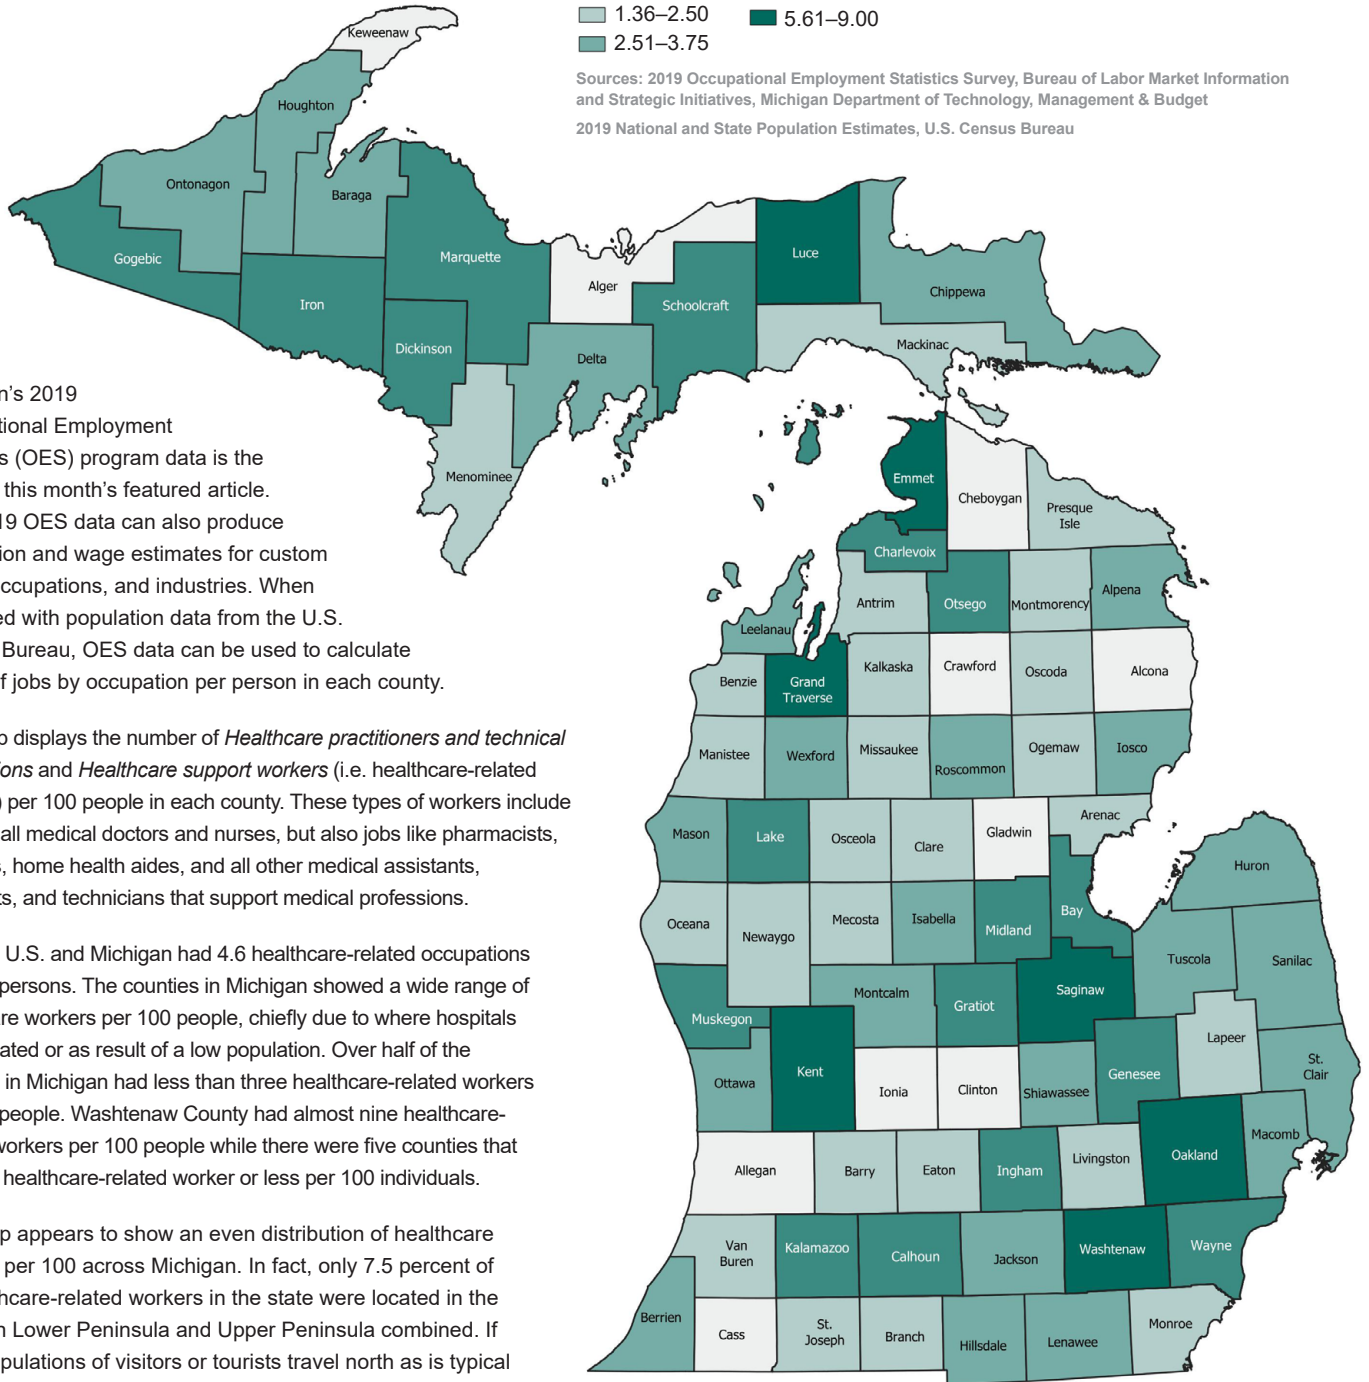 1.36–2.50
5.61–9.00
2.51–3.75
Sources: 2019 Occupational Employment Statistics Survey, Bureau of Labor Market Information
and Strategic Initiatives, Michigan Department of Technology, Management & Budget
2019 National and State Population Estimates, U.S. Census Bureau
Keweenaw
Houghton
Ontonagon
Baraga
Gogebic
Marquette
Iron
Dickinson
Alger
Schoolcraft
Luce
Chippewa
Mackinac
Delta
Menominee
n's 2019
tional Employment
s (OES) program data is the
this month's featured article.
19 OES data can also produce
tion and wage estimates for custom
occupations, and industries. When
ed with population data from the U.S.
Bureau, OES data can be used to calculate
f jobs by occupation per person in each county.
p displays the number of Healthcare practitioners and technical
ions and Healthcare support workers (i.e. healthcare-related
) per 100 people in each county. These types of workers include
all medical doctors and nurses, but also jobs like pharmacists,
s, home health aides, and all other medical assistants,
ts, and technicians that support medical professions.
U.S. and Michigan had 4.6 healthcare-related occupations
persons. The counties in Michigan showed a wide range of
re workers per 100 people, chiefly due to where hospitals
ated or as result of a low population. Over half of the
in Michigan had less than three healthcare-related workers
people. Washtenaw County had almost nine healthcare-
workers per 100 people while there were five counties that
healthcare-related worker or less per 100 individuals.
p appears to show an even distribution of healthcare
per 100 across Michigan. In fact, only 7.5 percent of
hcare-related workers in the state were located in the
n Lower Peninsula and Upper Peninsula combined. If
pulations of visitors or tourists travel north as is typical
Emmet
Cheboygan
Presque
Isle
Charlevoix
Antrim
Otsego
Montmorency
Alpena
Leelanau
Benzie
Grand
Traverse
Kalkaska
Crawford
Oscoda
Alcona
Manistee
Wexford
Missaukee
Roscommon
Ogemaw
Iosco
Mason
Lake
Osceola
Clare
Gladwin
Arenac
Huron
Oceana
Newaygo
Mecosta
Isabella
Midland
Bay
Tuscola
Sanilac
Muskegon
Montcalm
Gratiot
Saginaw
Lapeer
St.
Clair
Ottawa
Kent
Ionia
Clinton
Shiawassee
Genesee
Macomb
Allegan
Barry
Eaton
Ingham
Livingston
Oakland
Van
Buren
Kalamazoo
Calhoun
Jackson
Washtenaw
Wayne
Berrien
Cass
St.
Joseph
Branch
Hillsdale
Lenawee
Monroe